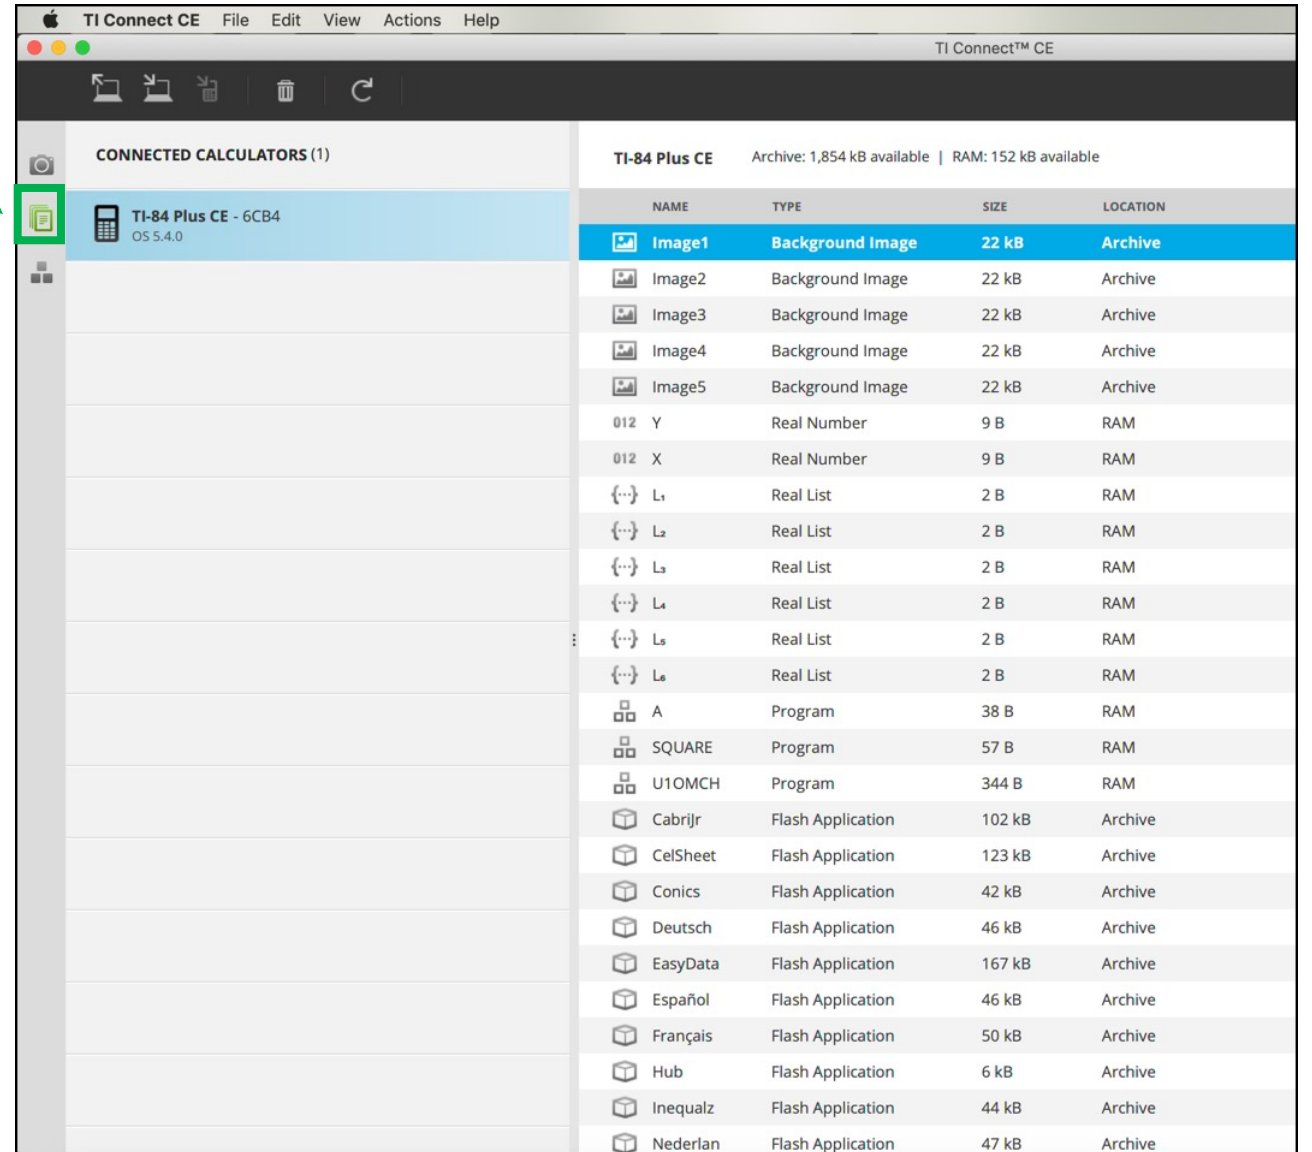 TI Connect CE File Edit View Actions Help
TI Connect™ CE
CONNECTED CALCULATORS (1)
TI-84 Plus CE - 6CB4
OS 5.4.0
TI-84 Plus CE Archive: 1,854 kB available | RAM: 152 kB available
NAME TYPE SIZE LOCATION
Image1 Background Image 22 kB Archive
Image2 Background Image 22 kB Archive
Image3 Background Image 22 kB Archive
Image4 Background Image 22 kB Archive
Image5 Background Image 22 kB Archive
012 Y Real Number 9 B RAM
012 X Real Number 9 B RAM
{···} L₁ Real List 2 B RAM
{···} L₂ Real List 2 B RAM
{···} L₃ Real List 2 B RAM
{···} L₄ Real List 2 B RAM
{···} L₅ Real List 2 B RAM
{···} L₆ Real List 2 B RAM
A Program 38 B RAM
SQUARE Program 57 B RAM
U1OMCH Program 344 B RAM
CabriJr Flash Application 102 kB Archive
CelSheet Flash Application 123 kB Archive
Conics Flash Application 42 kB Archive
Deutsch Flash Application 46 kB Archive
EasyData Flash Application 167 kB Archive
Español Flash Application 46 kB Archive
Français Flash Application 50 kB Archive
Hub Flash Application 6 kB Archive
Inequalz Flash Application 44 kB Archive
Nederlan Flash Application 47 kB Archive